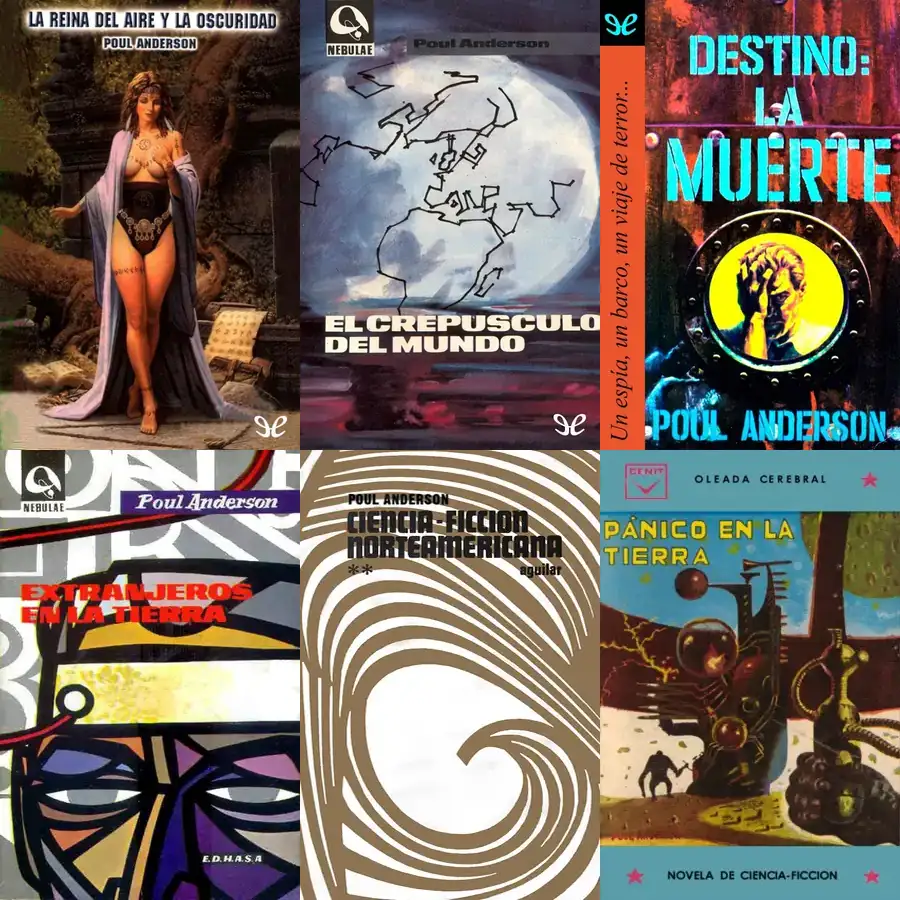 LA REINA DEL AIRE Y LA OSCURIDAD
POUL ANDERSON
NEBULAE
Poul Anderson
EL CREPUSCULO
DEL MUNDO
Un espía, un barco, un viaje de terror...
DESTINO:
LA
MUERTE
POUL ANDERSON
NEBULAE
Poul Anderson
EXTRANJEROS
EN LA TIERRA
E.D.H.A.S.A
POUL ANDERSON
CIENCIA-FICCION
NORTEAMERICANA
**
aguilar
CENIT
OLEADA CEREBRAL
PÁNICO EN LA
TIERRA
NOVELA DE CIENCIA-FICCION